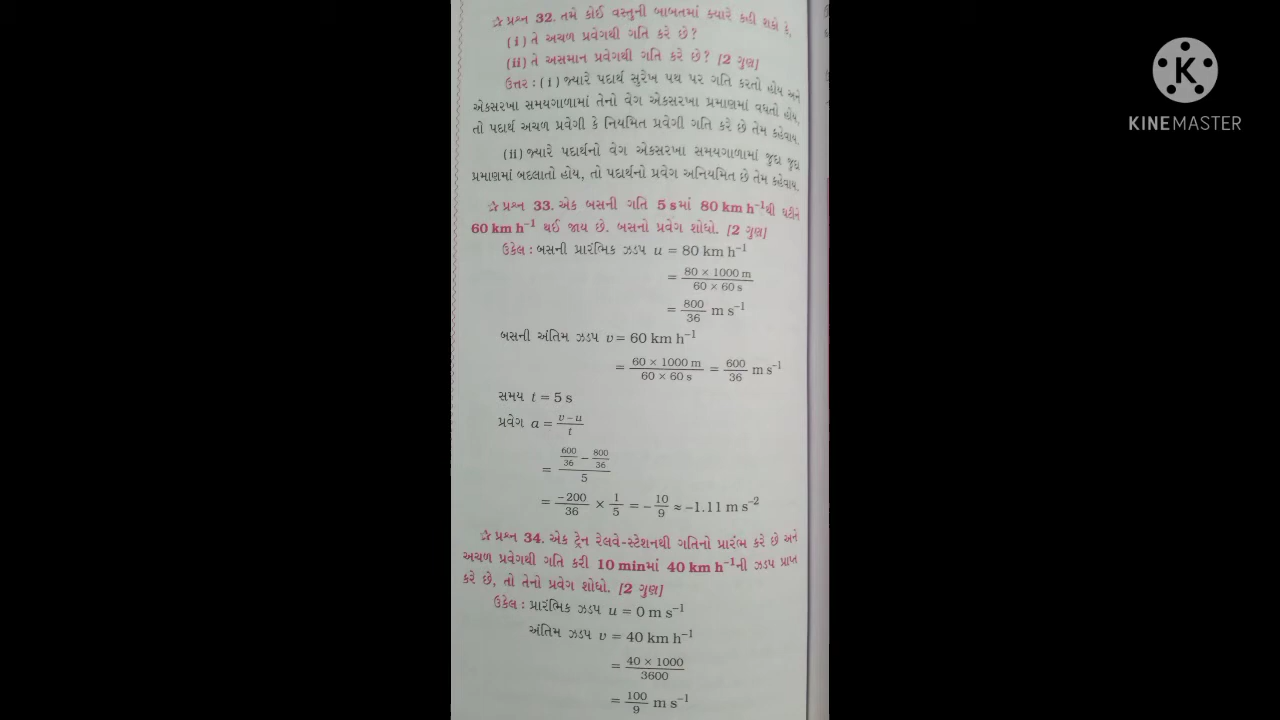 ☆ પ્રશ્ન 32. તમે કોઈ વસ્તુની બાબતમાં ક્યારે કહી શકો કે,
(i) તે અચળ પ્રવેગથી ગતિ કરે છે?
(ii) તે અસમાન પ્રવેગથી ગતિ કરે છે? [2 ગુણ]
ઉત્તર : (i) જ્યારે પદાર્થ સુરેખ પથ પર ગતિ કરતો હોય અને
એકસરખા સમયગાળામાં તેનો વેગ એકસરખા પ્રમાણમાં વધતો હોય,
તો પદાર્થ અચળ પ્રવેગી કે નિયમિત પ્રવેગી ગતિ કરે છે તેમ કહેવાય.
(ii) જ્યારે પદાર્થનો વેગ એકસરખા સમયગાળામાં જુદા જુદા
પ્રમાણમાં બદલાતો હોય, તો પદાર્થનો પ્રવેગ અનિયમિત છે તેમ કહેવાય.
☆ પ્રશ્ન 33. એક બસની ગતિ 5 sમાં 80 km h⁻¹થી ઘટીને
60 km h⁻¹ થઈ જાય છે. બસનો પ્રવેગ શોધો. [2 ગુણ]
ઉકેલ : બસની પ્રારંભિક ઝડપ u = 80 km h⁻¹
= (80 × 1000 m)/(60 × 60 s)
= 800/36 m s⁻¹
બસની અંતિમ ઝડપ v = 60 km h⁻¹
= (60 × 1000 m)/(60 × 60 s) = 600/36 m s⁻¹
સમય t = 5 s
પ્રવેગ a = (v – u)/t
= (600/36 – 800/36)/5
= –200/36 × 1/5 = –10/9 ≈ –1.11 m s⁻²
☆ પ્રશ્ન 34. એક ટ્રેન રેલવે-સ્ટેશનથી ગતિનો પ્રારંભ કરે છે અને
અચળ પ્રવેગથી ગતિ કરી 10 minમાં 40 km h⁻¹ની ઝડપ પ્રાપ્ત
કરે છે, તો તેનો પ્રવેગ શોધો. [2 ગુણ]
ઉકેલ : પ્રારંભિક ઝડપ u = 0 m s⁻¹
અંતિમ ઝડપ v = 40 km h⁻¹
= (40 × 1000)/3600
= 100/9 m s⁻¹
K
KINEMASTER